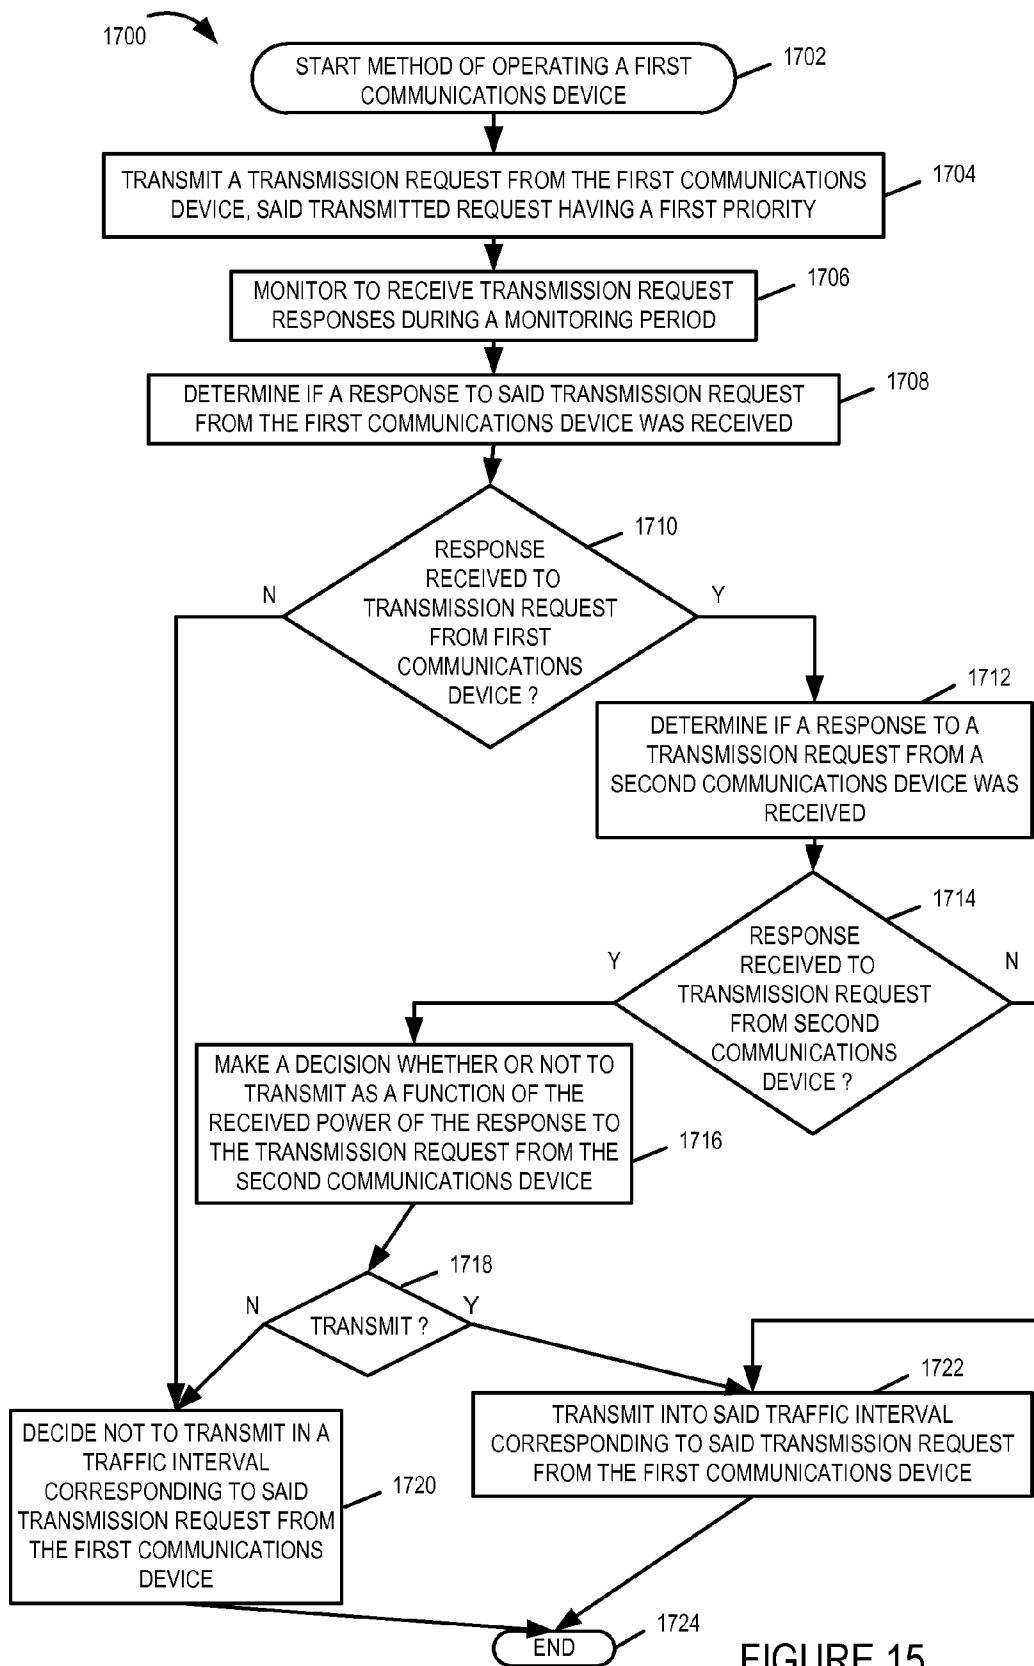 1700
START METHOD OF OPERATING A FIRST
COMMUNICATIONS DEVICE
1702
TRANSMIT A TRANSMISSION REQUEST FROM THE FIRST COMMUNICATIONS
DEVICE, SAID TRANSMITTED REQUEST HAVING A FIRST PRIORITY
1704
MONITOR TO RECEIVE TRANSMISSION REQUEST
RESPONSES DURING A MONITORING PERIOD
1706
DETERMINE IF A RESPONSE TO SAID TRANSMISSION REQUEST
FROM THE FIRST COMMUNICATIONS DEVICE WAS RECEIVED
1708
RESPONSE
RECEIVED TO
TRANSMISSION REQUEST
FROM FIRST
COMMUNICATIONS
DEVICE ?
1710
N
Y
1712
DETERMINE IF A RESPONSE TO A
TRANSMISSION REQUEST FROM A
SECOND COMMUNICATIONS DEVICE WAS
RECEIVED
1714
RESPONSE
RECEIVED TO
TRANSMISSION REQUEST
FROM SECOND
COMMUNICATIONS
DEVICE ?
Y
N
MAKE A DECISION WHETHER OR NOT TO
TRANSMIT AS A FUNCTION OF THE
RECEIVED POWER OF THE RESPONSE TO
THE TRANSMISSION REQUEST FROM THE
SECOND COMMUNICATIONS DEVICE
1716
1718
TRANSMIT ?
N
Y
1722
TRANSMIT INTO SAID TRAFFIC INTERVAL
CORRESPONDING TO SAID TRANSMISSION REQUEST
FROM THE FIRST COMMUNICATIONS DEVICE
DECIDE NOT TO TRANSMIT IN A
TRAFFIC INTERVAL
CORRESPONDING TO SAID
TRANSMISSION REQUEST FROM
THE FIRST COMMUNICATIONS
DEVICE
1720
END
1724
FIGURE 15